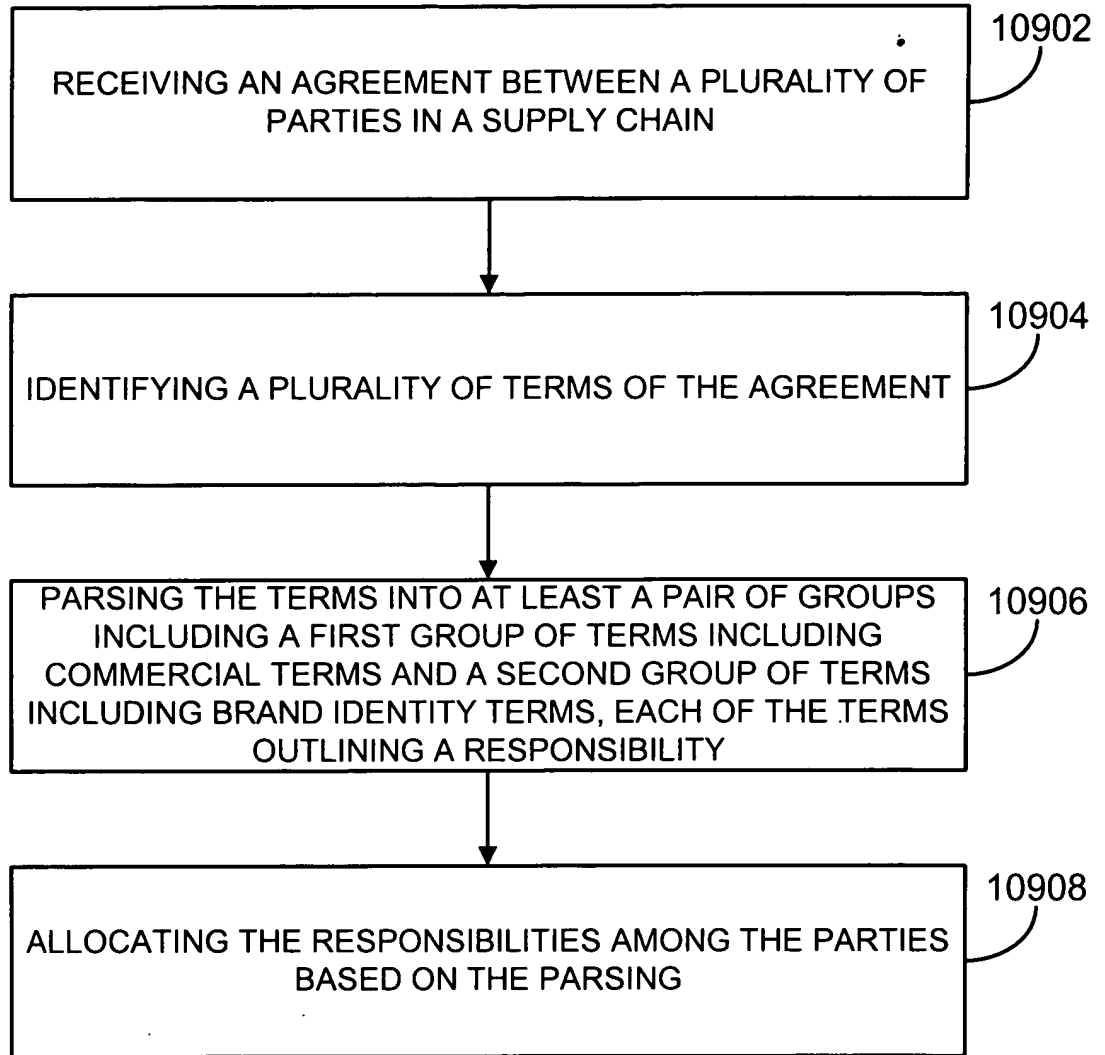 10902
RECEIVING AN AGREEMENT BETWEEN A PLURALITY OF
PARTIES IN A SUPPLY CHAIN
10904
IDENTIFYING A PLURALITY OF TERMS OF THE AGREEMENT
10906
PARSING THE TERMS INTO AT LEAST A PAIR OF GROUPS
INCLUDING A FIRST GROUP OF TERMS INCLUDING
COMMERCIAL TERMS AND A SECOND GROUP OF TERMS
INCLUDING BRAND IDENTITY TERMS, EACH OF THE TERMS
OUTLINING A RESPONSIBILITY
10908
ALLOCATING THE RESPONSIBILITIES AMONG THE PARTIES
BASED ON THE PARSING